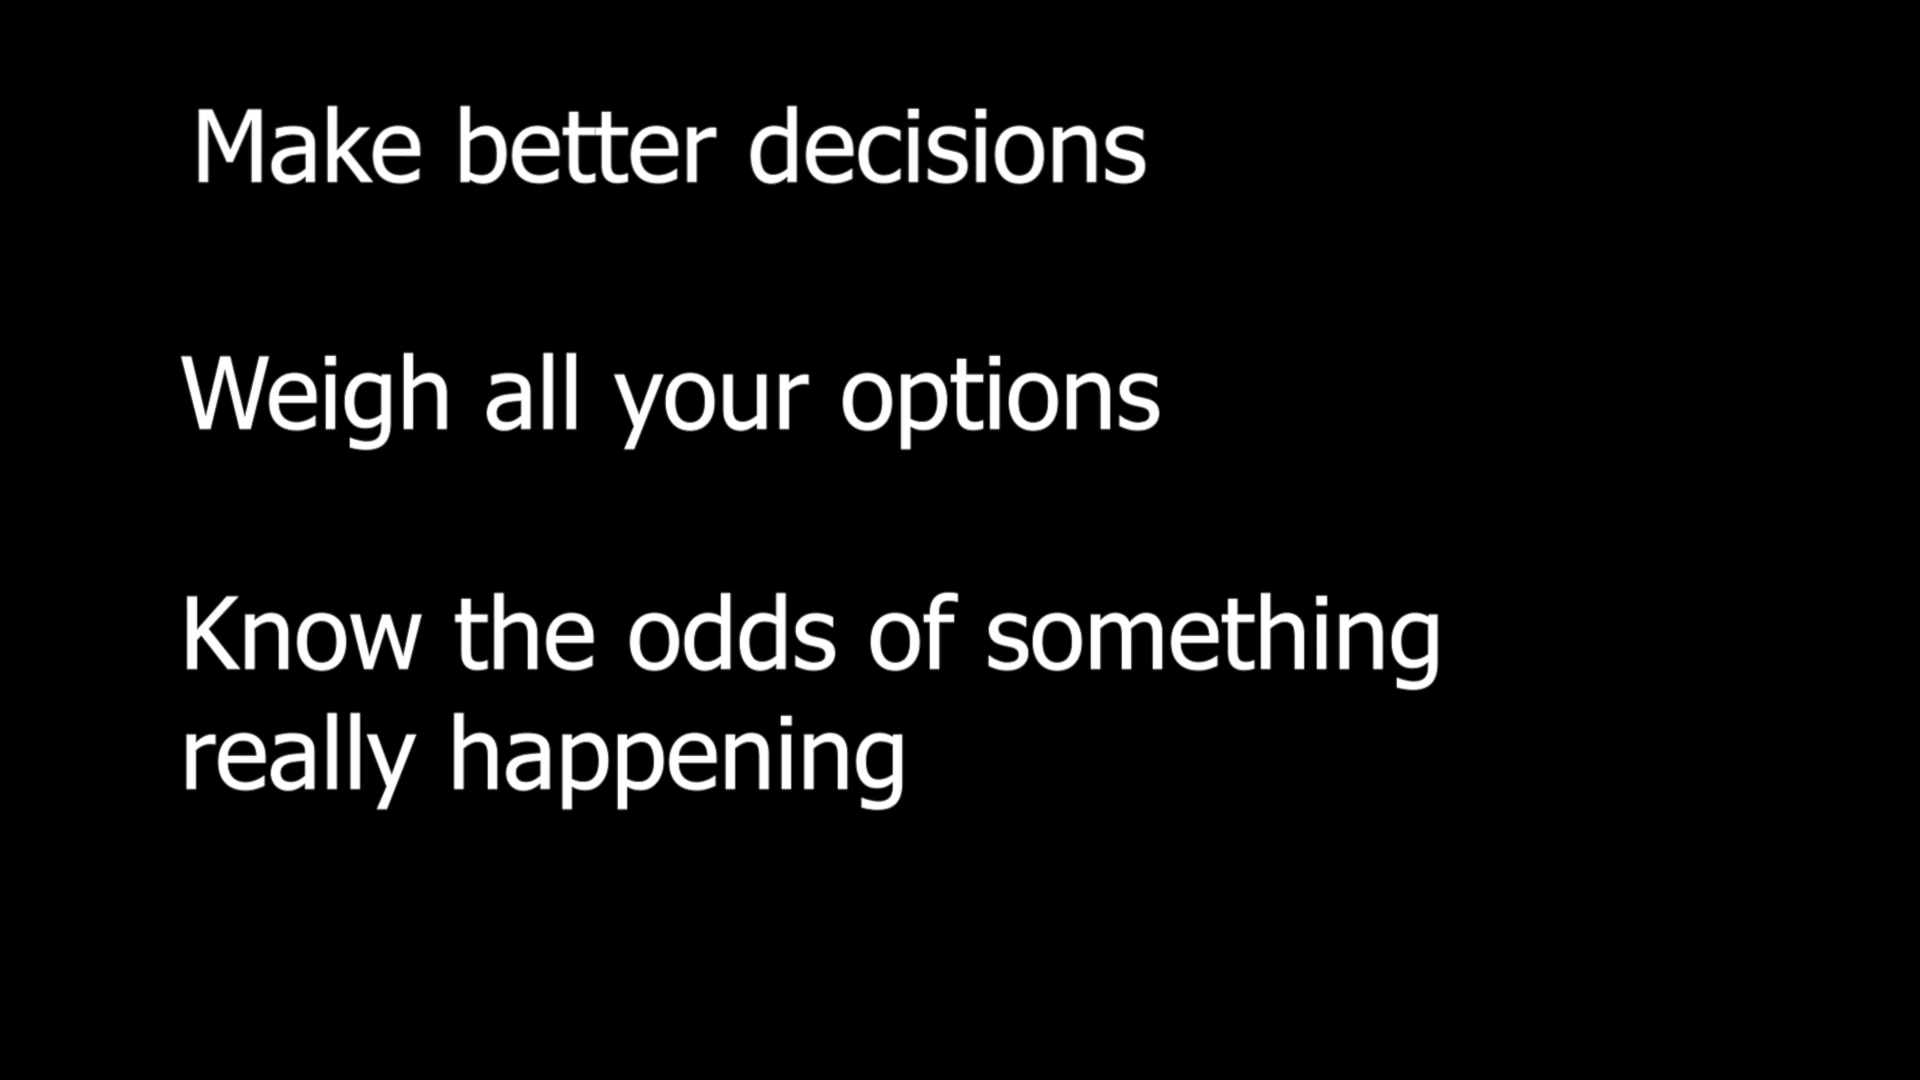 Make better decisions
Weigh all your options
Know the odds of something
really happening